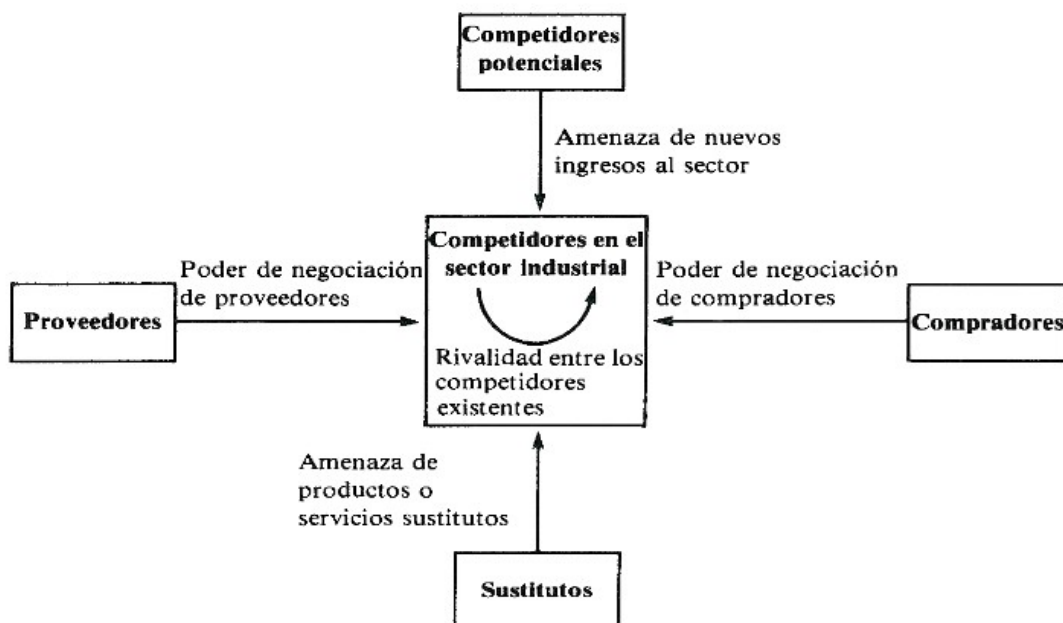 Competidores
potenciales
Amenaza de nuevos
ingresos al sector
Competidores en el
sector industrial
Poder de negociación
de proveedores
Poder de negociación
de compradores
Proveedores
Compradores
Rivalidad entre los
competidores
existentes
Amenaza de
productos o
servicios sustitutos
Sustitutos